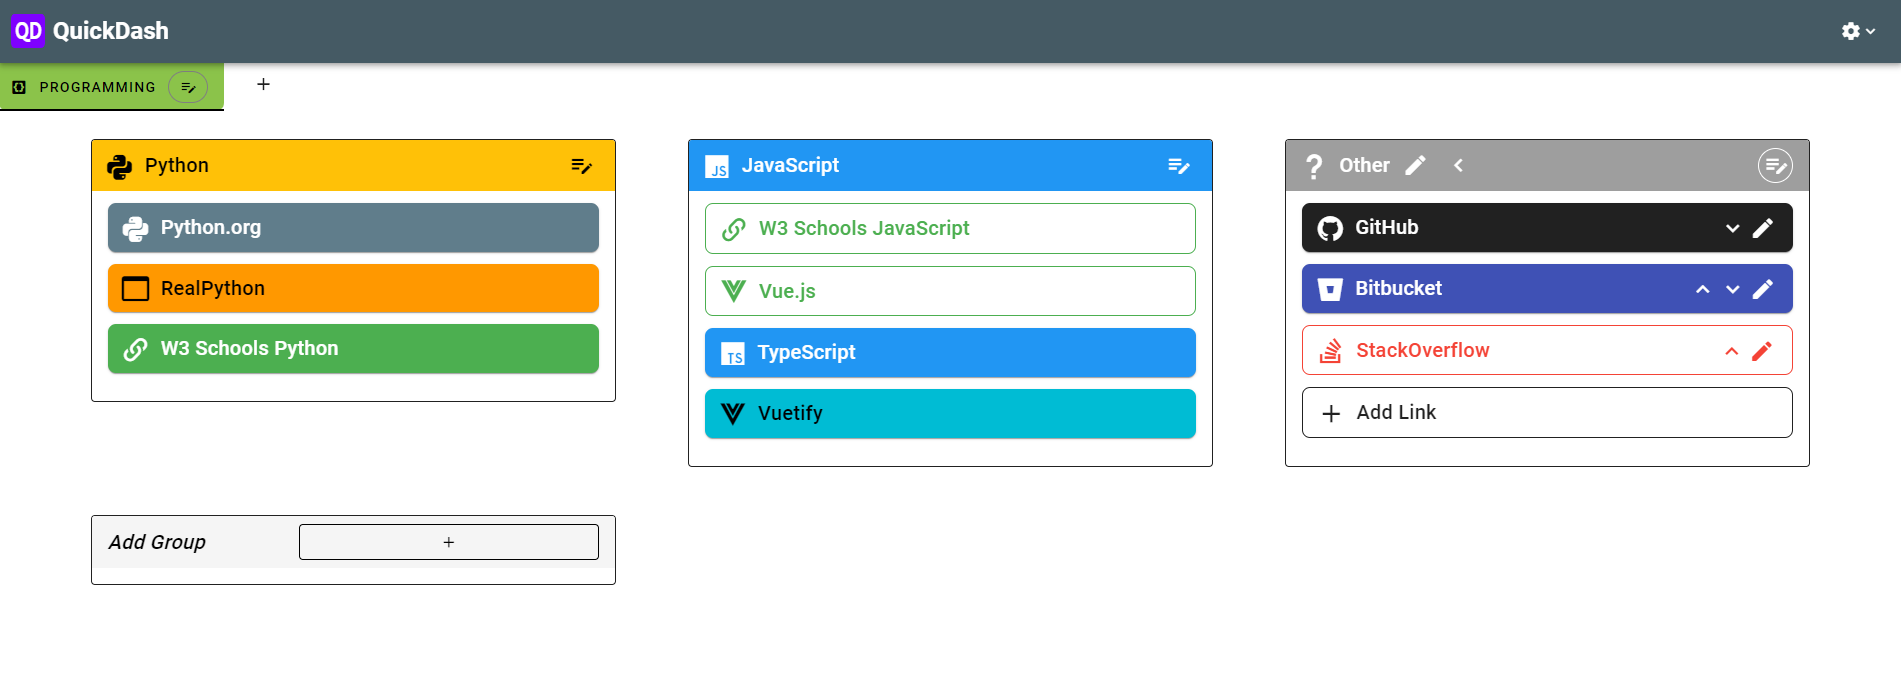 QD QuickDash
PROGRAMMING
Python
Python.org
RealPython
W3 Schools Python
JS JavaScript
W3 Schools JavaScript
Vue.js
TS TypeScript
Vuetify
? Other
GitHub
Bitbucket
StackOverflow
+ Add Link
Add Group +